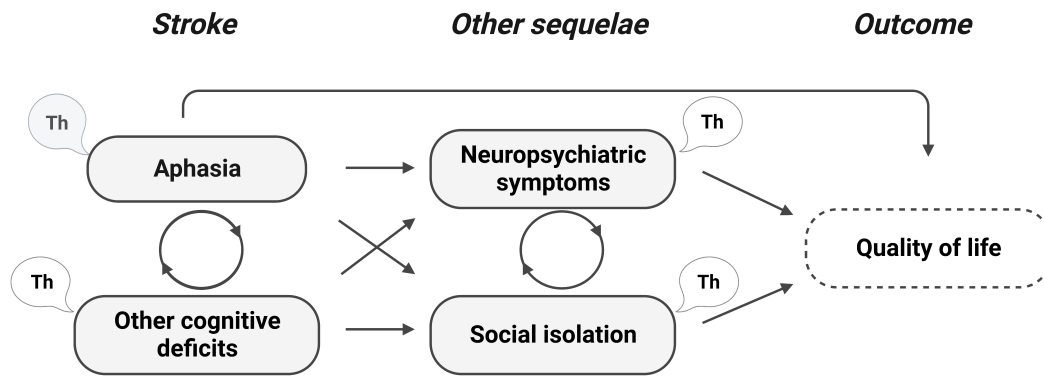 Stroke
Other sequelae
Outcome
Th
Th
Aphasia
Neuropsychiatric
symptoms
Quality of life
Th
Th
Other cognitive
deficits
Social isolation